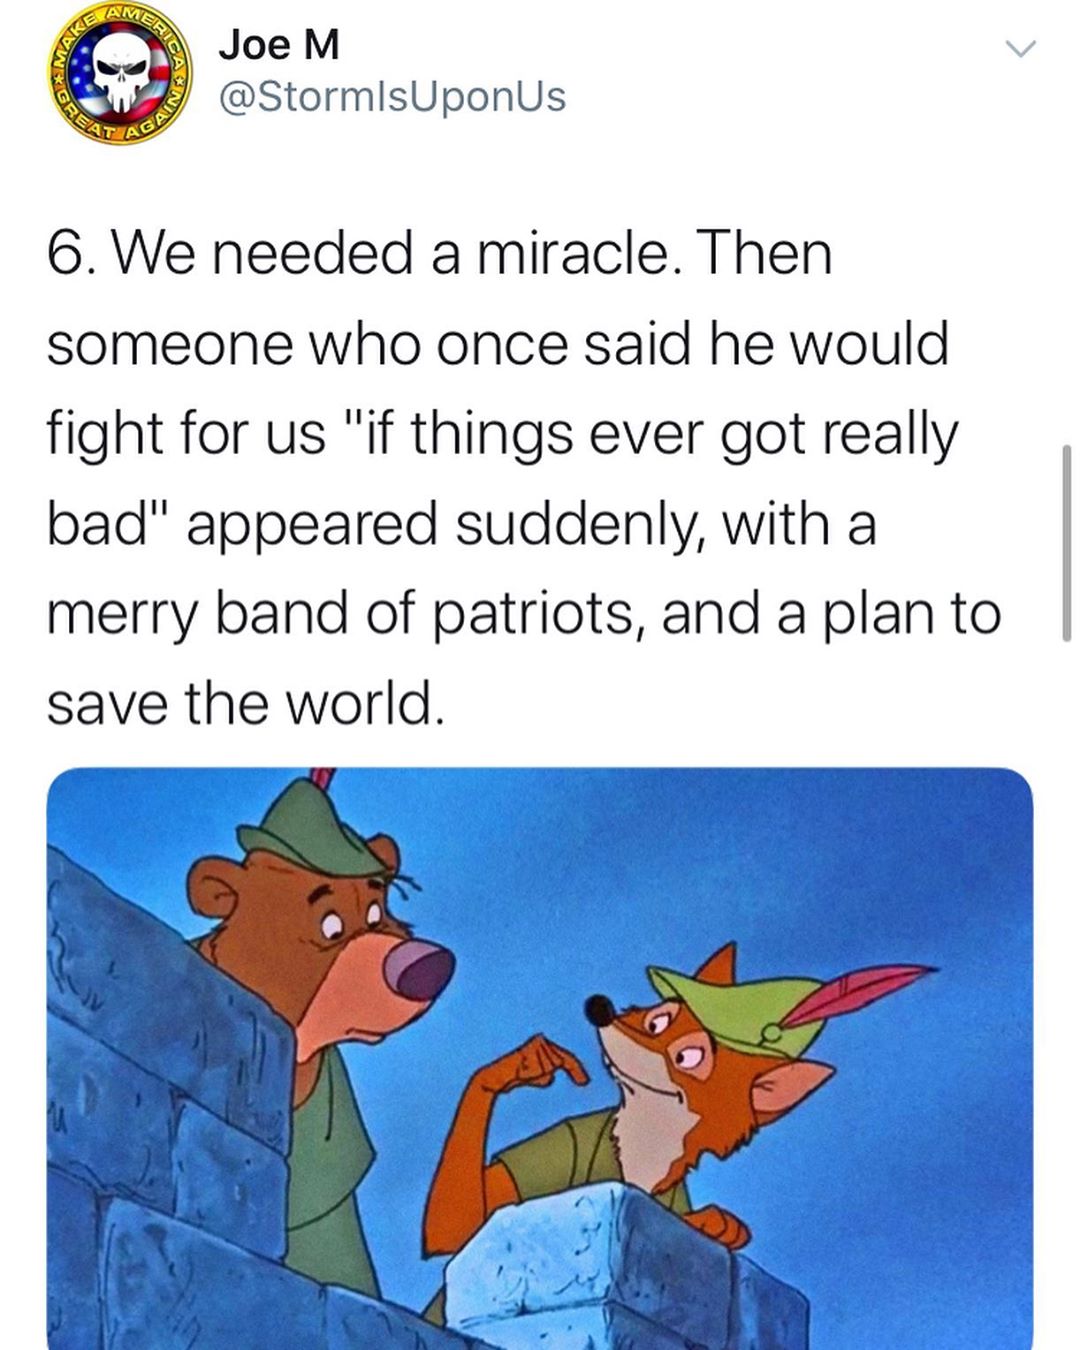 MAKE AMERICA
GREAT AGAIN
Joe M
@StormIsUponUs
6. We needed a miracle. Then
someone who once said he would
fight for us "if things ever got really
bad" appeared suddenly, with a
merry band of patriots, and a plan to
save the world.